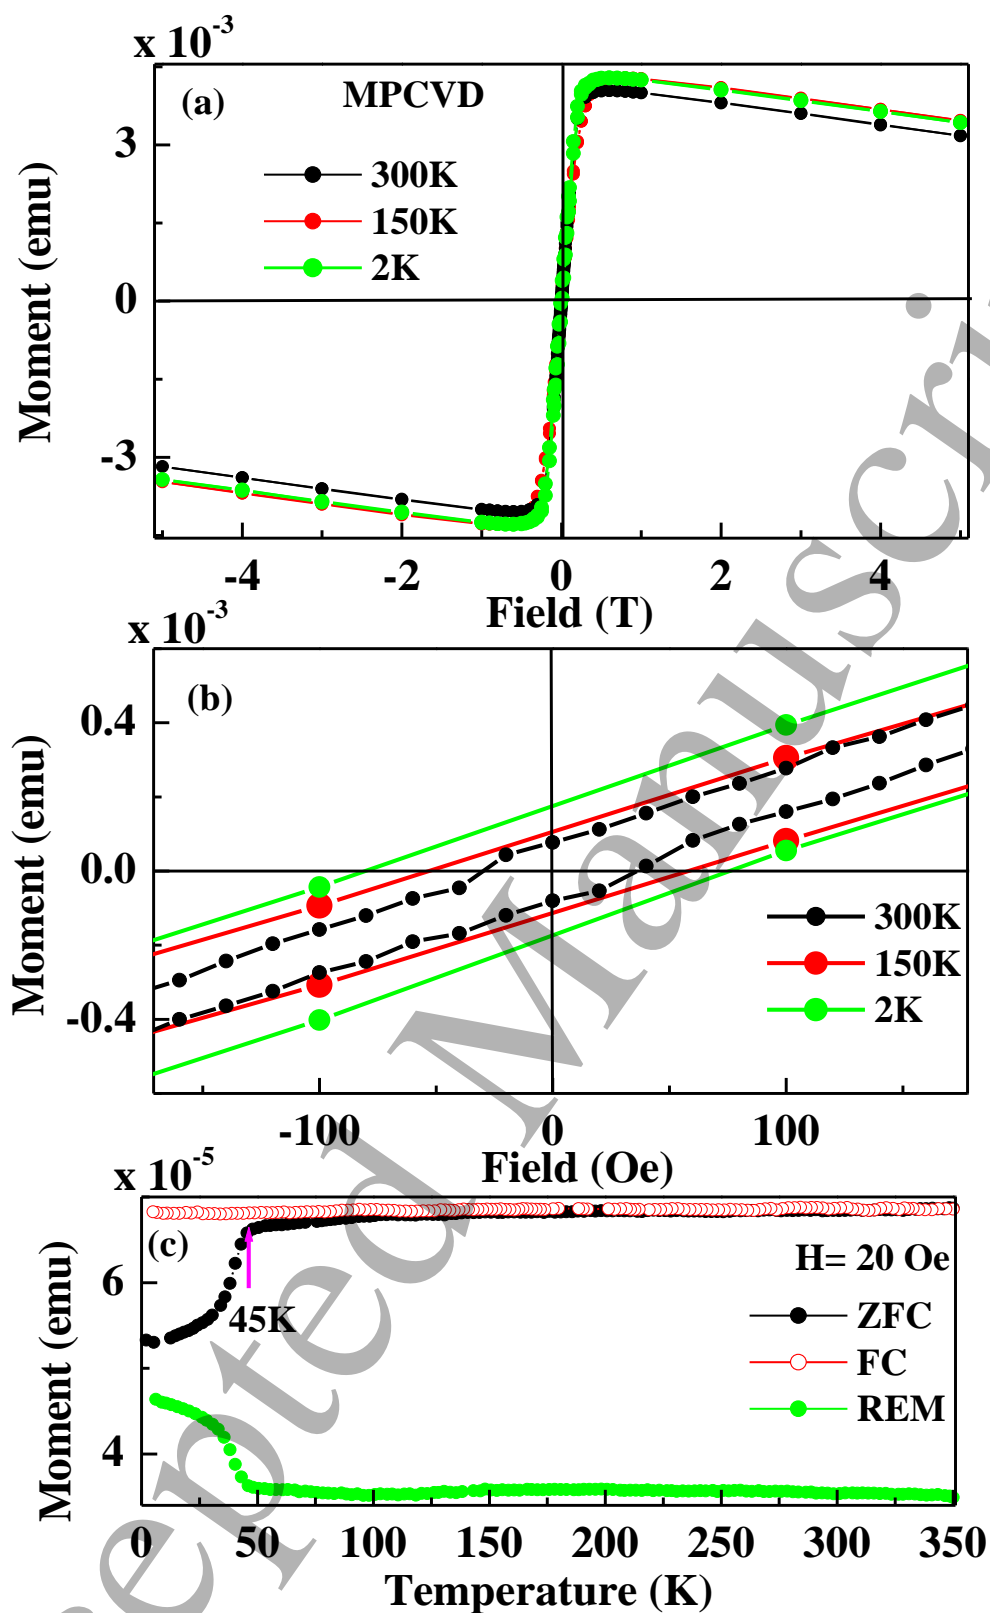 x 10-3
(a)
MPCVD
300K
150K
2K
3
0
-3
Moment (emu)
-4 -2 0 2 4
Field (T)
x 10-3
(b)
0.4
0.0
-0.4
Moment (emu)
300K
150K
2K
-100 0 100
Field (Oe)
x 10-5
(c)
H= 20 Oe
45K
ZFC
FC
REM
6
4
Moment (emu)
0 50 100 150 200 250 300 350
Temperature (K)
epted Manuscri